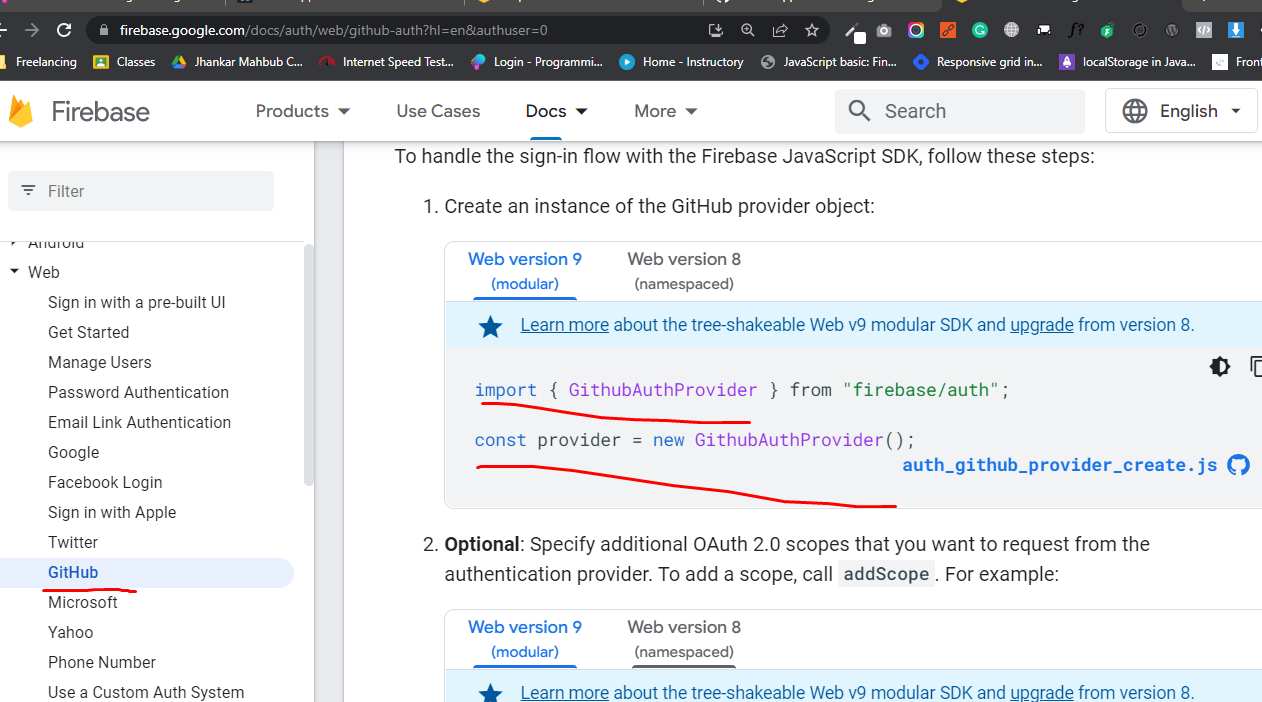 firebase.google.com/docs/auth/web/github-auth?hl=en&authuser=0
Freelancing
Classes
Jhankar Mahbub C...
Internet Speed Test...
Login - Programmi...
Home - Instructory
JavaScript basic: Fin...
Responsive grid in...
localStorage in Java...
Front
Firebase
Products
Use Cases
Docs
More
Search
English
Filter
Android
Web
Sign in with a pre-built UI
Get Started
Manage Users
Password Authentication
Email Link Authentication
Google
Facebook Login
Sign in with Apple
Twitter
GitHub
Microsoft
Yahoo
Phone Number
Use a Custom Auth System
To handle the sign-in flow with the Firebase JavaScript SDK, follow these steps:
1. Create an instance of the GitHub provider object:
Web version 9
(modular)
Web version 8
(namespaced)
Learn more about the tree-shakeable Web v9 modular SDK and upgrade from version 8.
import { GithubAuthProvider } from "firebase/auth";
const provider = new GithubAuthProvider();
auth_github_provider_create.js
2. Optional: Specify additional OAuth 2.0 scopes that you want to request from the
authentication provider. To add a scope, call addScope . For example:
Web version 9
(modular)
Web version 8
(namespaced)
Learn more about the tree-shakeable Web v9 modular SDK and upgrade from version 8.